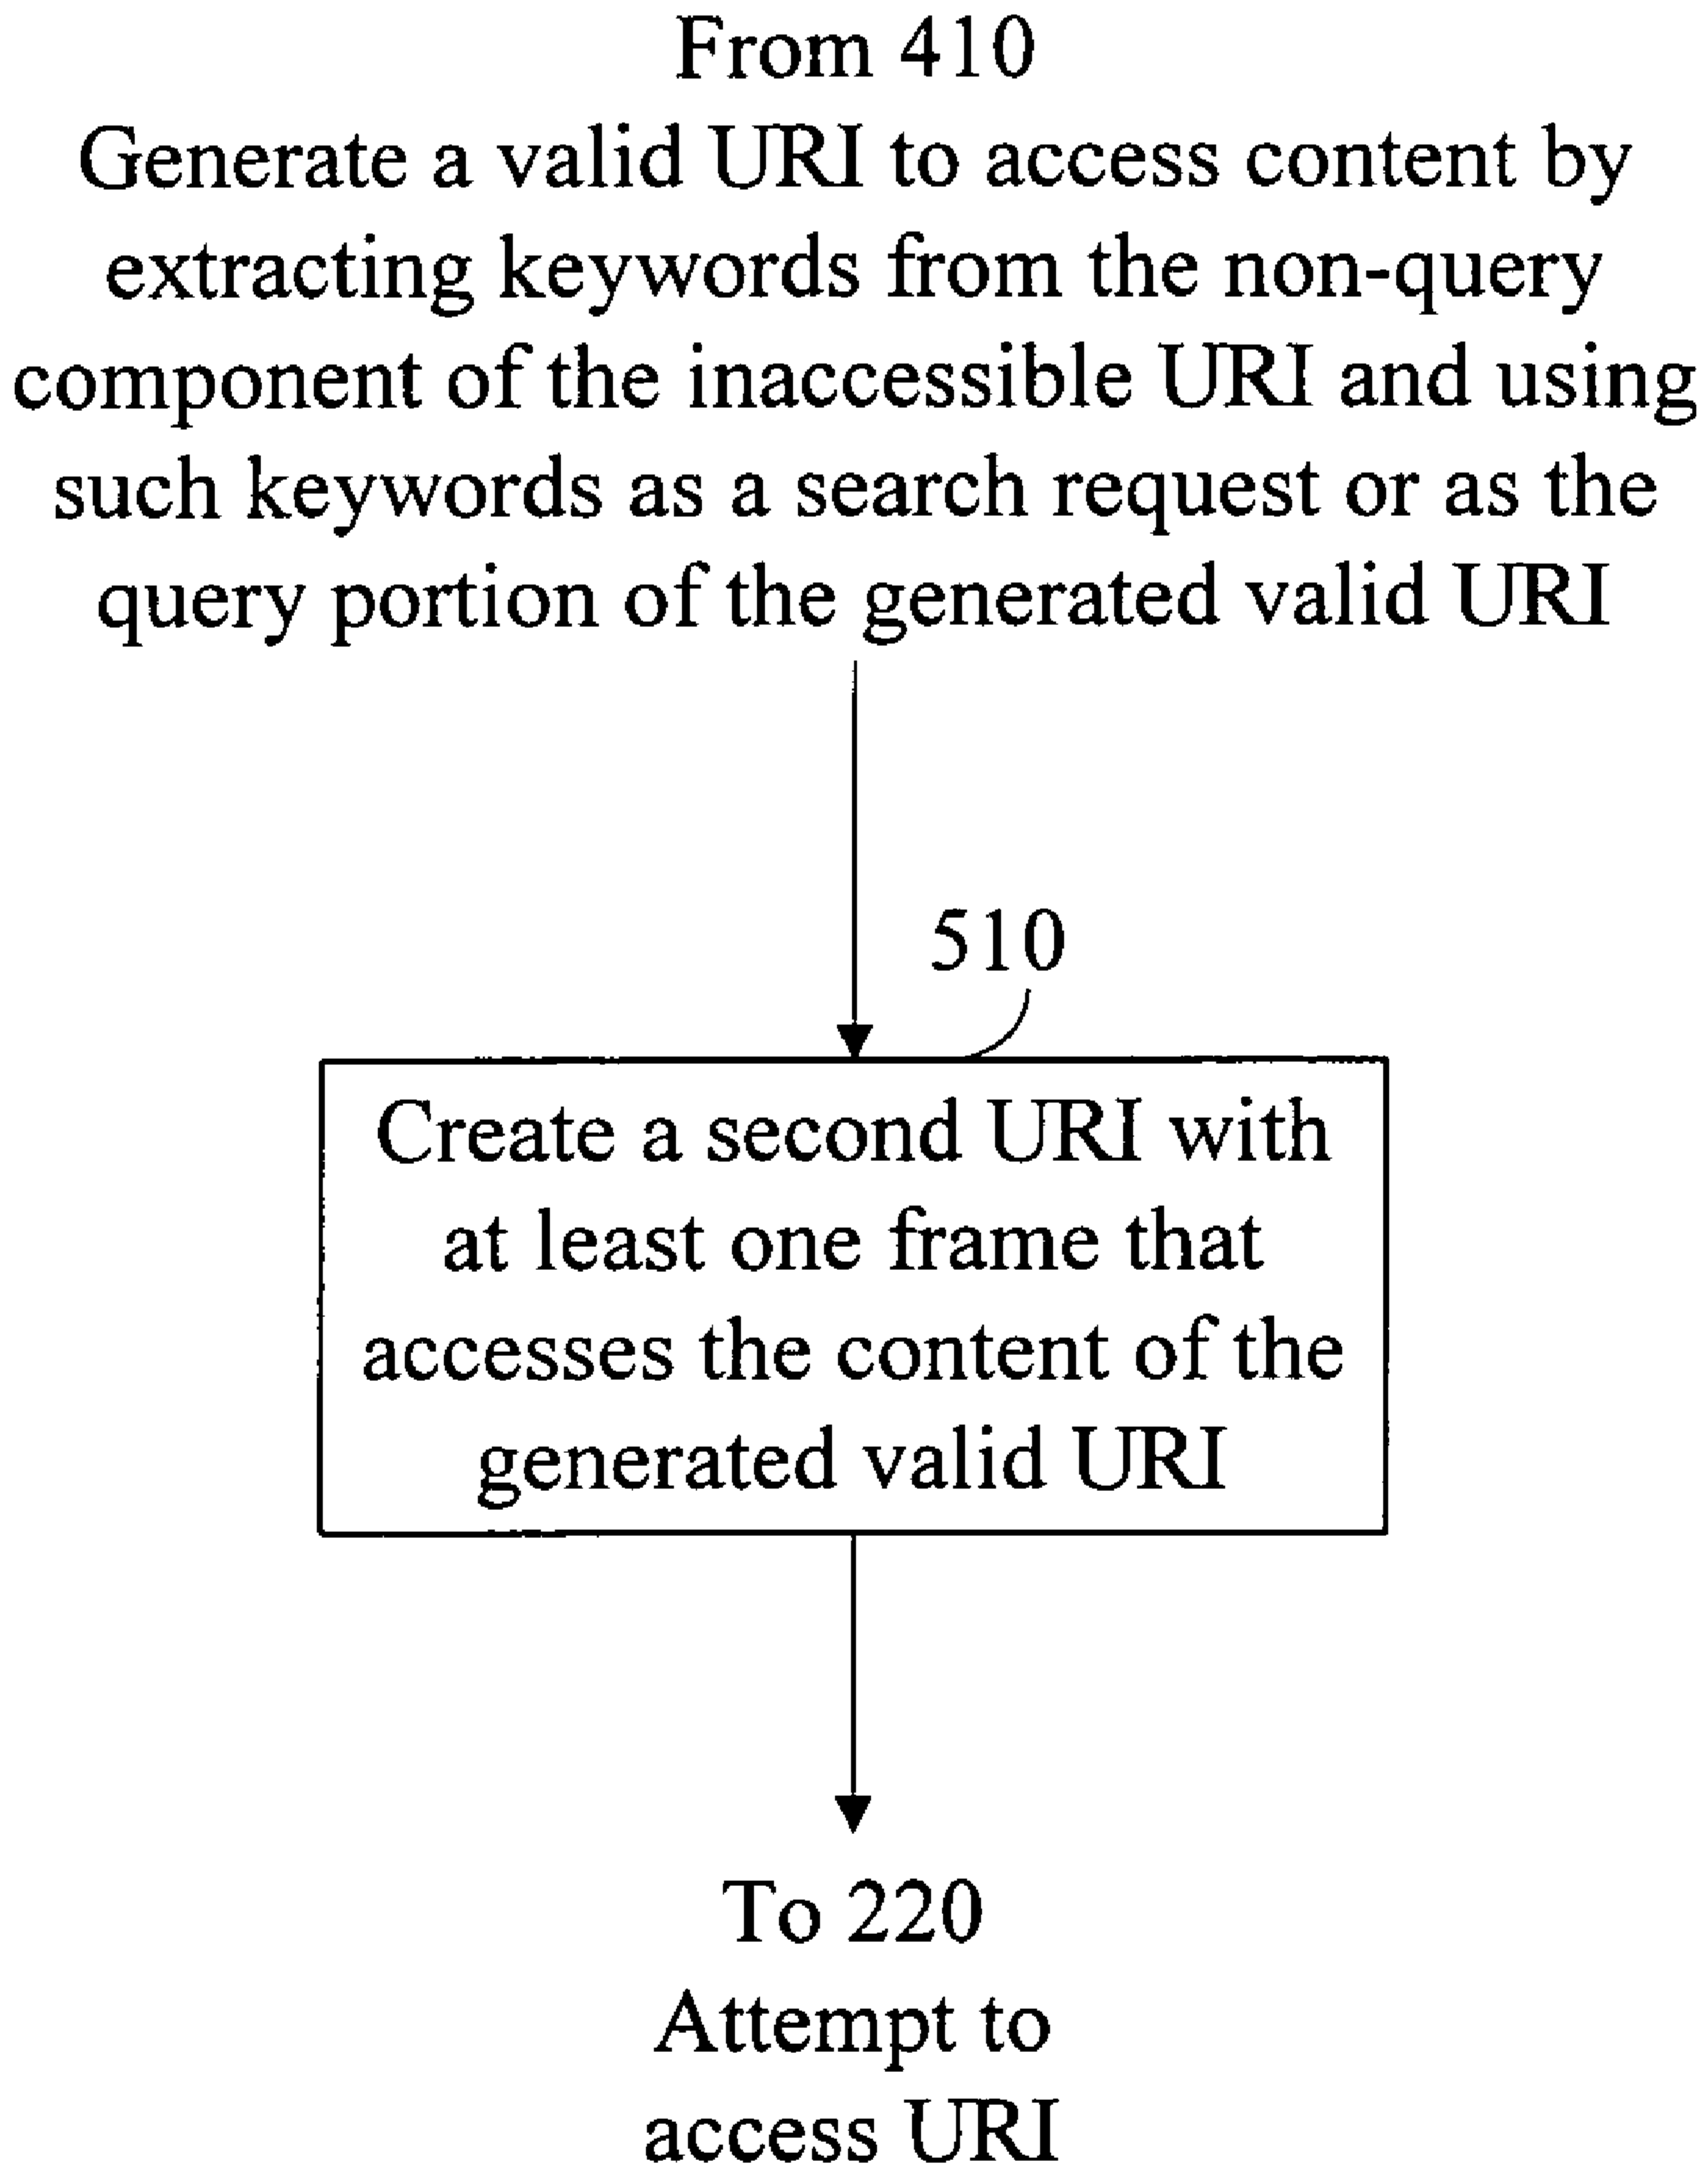 From 410
Generate a valid URI to access content by
extracting keywords from the non-query
component of the inaccessible URI and using
such keywords as a search request or as the
query portion of the generated valid URI
510
Create a second URI with
at least one frame that
accesses the content of the
generated valid URI
To 220
Attempt to
access URI